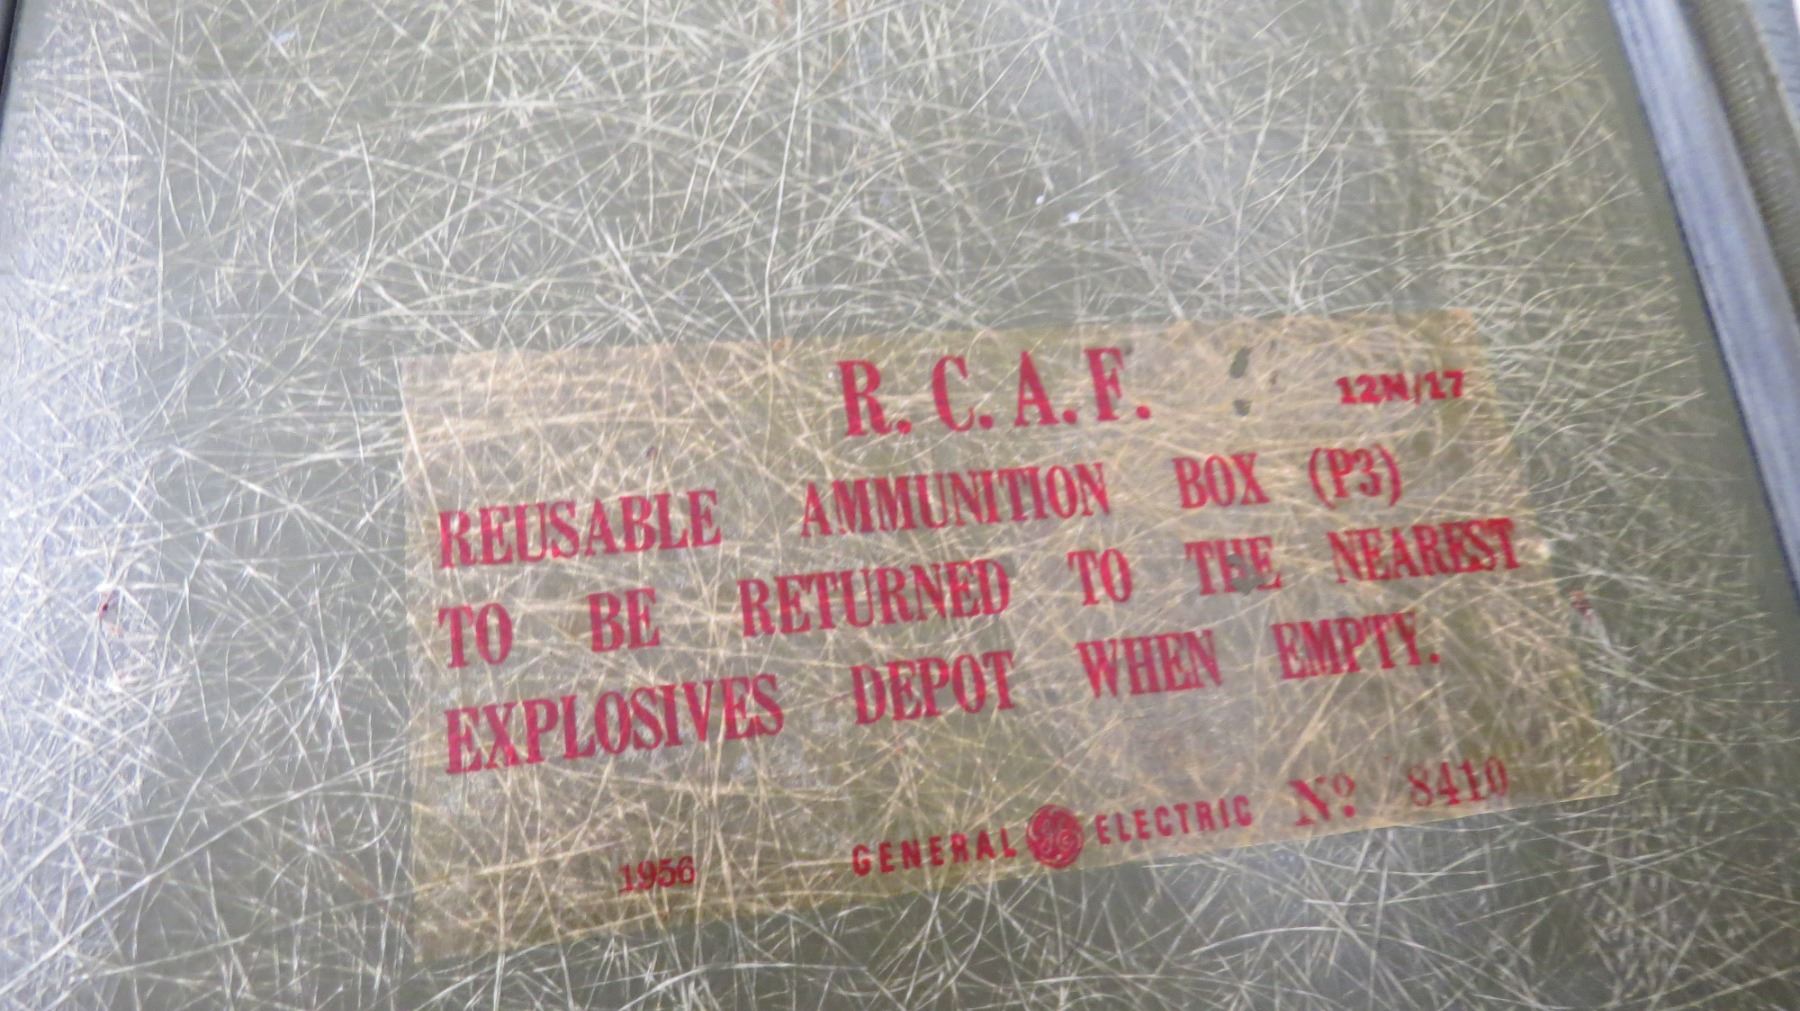 R.C.A.F. 12N/17
REUSABLE AMMUNITION BOX (P3)
TO BE RETURNED TO THE NEAREST
EXPLOSIVES DEPOT WHEN EMPTY.
1956 GENERAL GE ELECTRIC Nº 8410